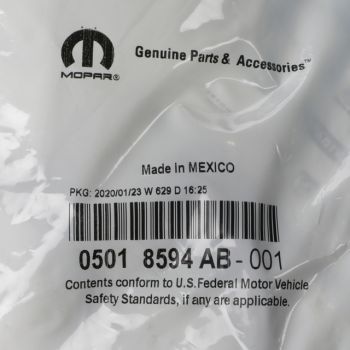 Genuine Parts & Accessories™
MOPAR®
Made in MEXICO
PKG: 2020/01/23 W 629 D 16:25
0501 8594 AB - 001
Contents conform to U.S. Federal Motor Vehicle
Safety Standards, if any are applicable.